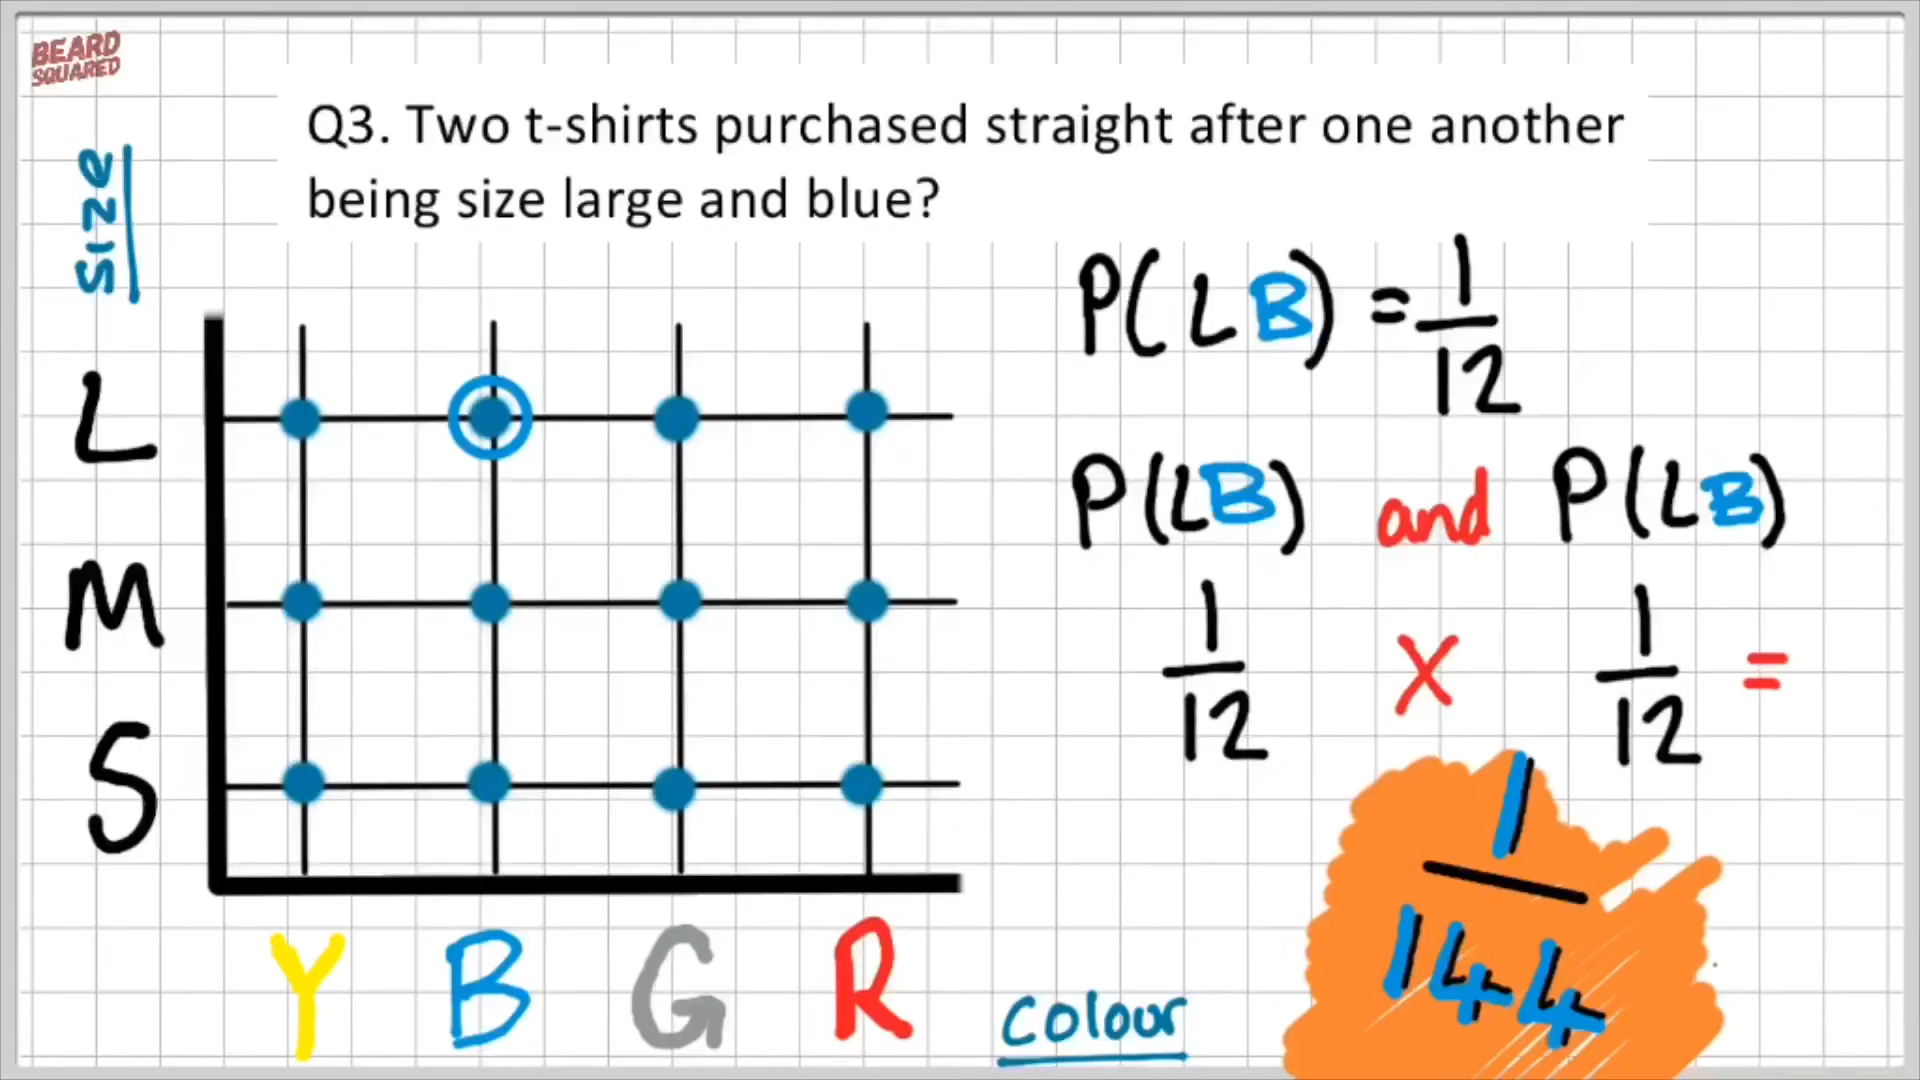 BEARD
SQUARED
Q3. Two t-shirts purchased straight after one another
being size large and blue?
size
L
M
S
Y B G R
colour
P(LB) = 1/12
P(LB) and P(LB)
1/12 x 1/12 =
1/144